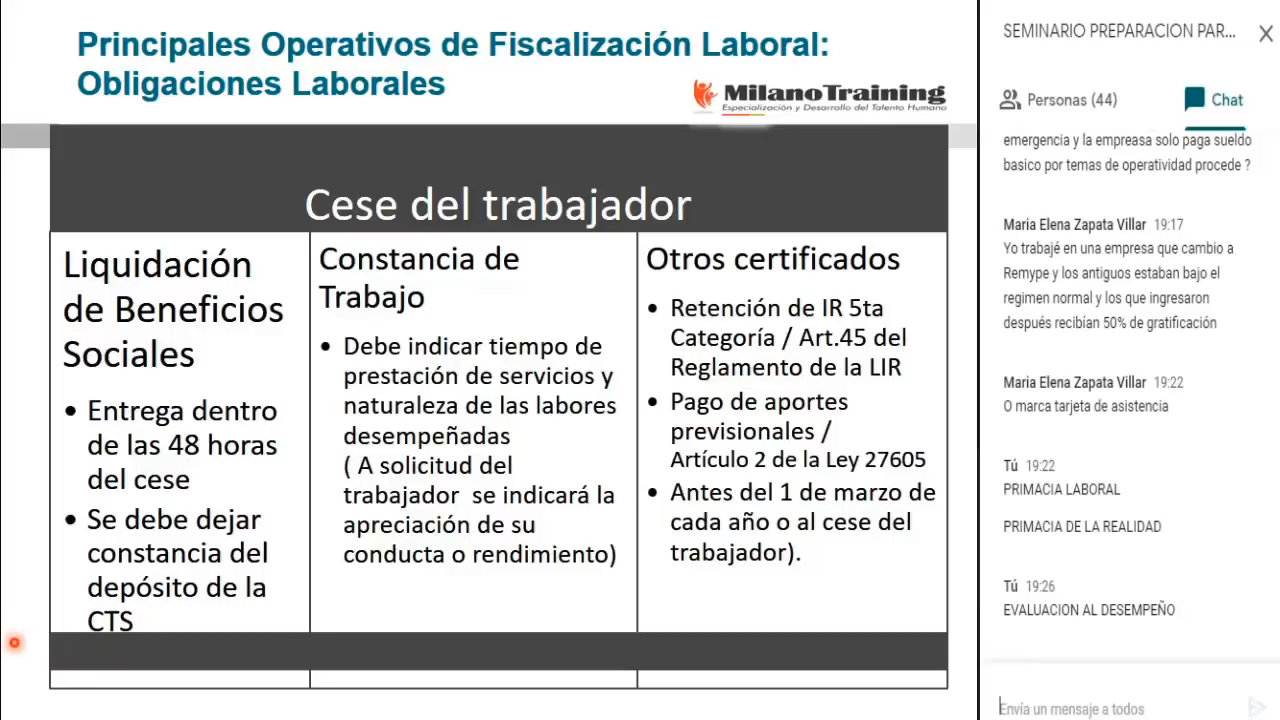 Principales Operativos de Fiscalización Laboral:
Obligaciones Laborales
MilanoTraining
Especialización y Desarrollo del Talento Humano
Cese del trabajador
Liquidación
de Beneficios
Sociales
• Entrega dentro
de las 48 horas
del cese
• Se debe dejar
constancia del
depósito de la
CTS
Constancia de
Trabajo
• Debe indicar tiempo de
prestación de servicios y
naturaleza de las labores
desempeñadas
( A solicitud del
trabajador se indicará la
apreciación de su
conducta o rendimiento)
Otros certificados
• Retención de IR 5ta
Categoría / Art.45 del
Reglamento de la LIR
• Pago de aportes
previsionales /
Artículo 2 de la Ley 27605
• Antes del 1 de marzo de
cada año o al cese del
trabajador).
SEMINARIO PREPARACION PAR...
Personas (44)
Chat
emergencia y la empreasa solo paga sueldo
basico por temas de operatividad procede ?
Maria Elena Zapata Villar 19:17
Yo trabajé en una empresa que cambio a
Remype y los antiguos estaban bajo el
regimen normal y los que ingresaron
después recibían 50% de gratificación
Maria Elena Zapata Villar 19:22
O marca tarjeta de asistencia
Tú 19:22
PRIMACIA LABORAL
PRIMACIA DE LA REALIDAD
Tú 19:26
EVALUACION AL DESEMPEÑO
Envía un mensaje a todos